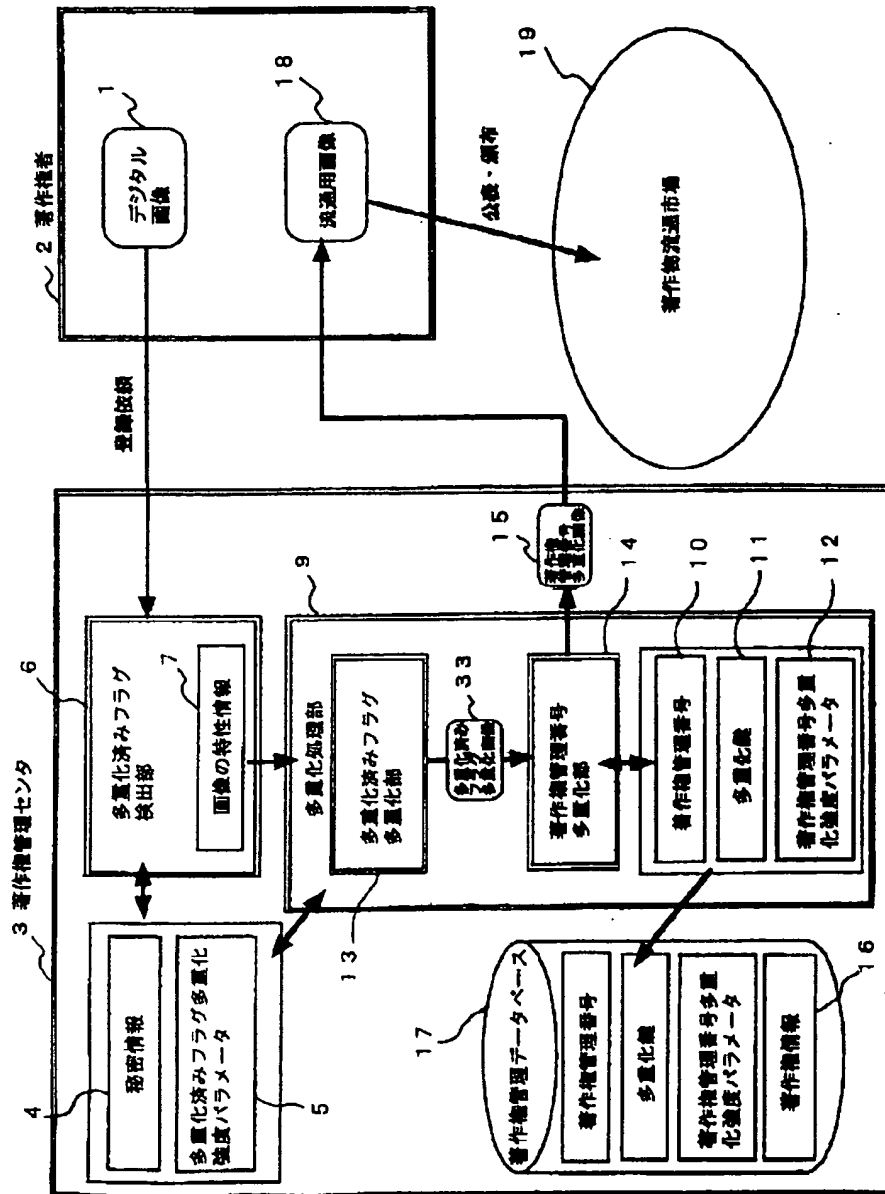 3 著作権管理センタ
4
秘密情報
多重化済みフラグ多重化
強度パラメータ
5
6
多重化済みフラグ
検出部
7
画像の特性情報
登録依頼
2 著作権者
1
デジタル
画像
18
流通用画像
公表・頒布
19
著作物流通市場
9
多重化処理部
多重化済みフラグ
多重化部
13
33
多重化済み
フラグ
多重化画像
著作権管理番号
多重化部
14
15
著作権
管理番号
多重化画像
10
著作権管理番号
11
多重化鍵
12
著作権管理番号多重
化強度パラメータ
17
著作権管理データベース
著作権管理番号
多重化鍵
著作権管理番号多重
化強度パラメータ
著作権情報
16